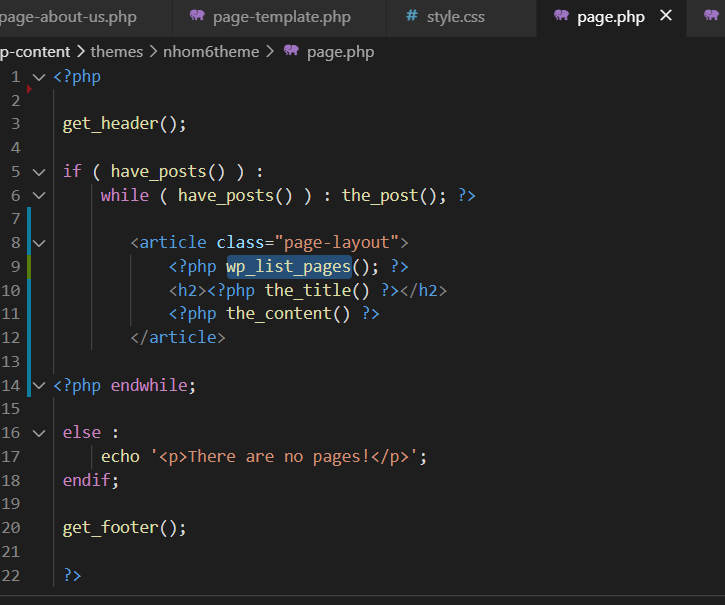 page-about-us.php page-template.php # style.css page.php ×
p-content > themes > nhom6theme > page.php
1 <?php
2
3 get_header();
4
5 if ( have_posts() ) :
6 while ( have_posts() ) : the_post(); ?>
7
8 <article class="page-layout">
9 <?php wp_list_pages(); ?>
10 <h2><?php the_title() ?></h2>
11 <?php the_content() ?>
12 </article>
13
14 <?php endwhile;
15
16 else :
17 echo '<p>There are no pages!</p>';
18 endif;
19
20 get_footer();
21
22 ?>